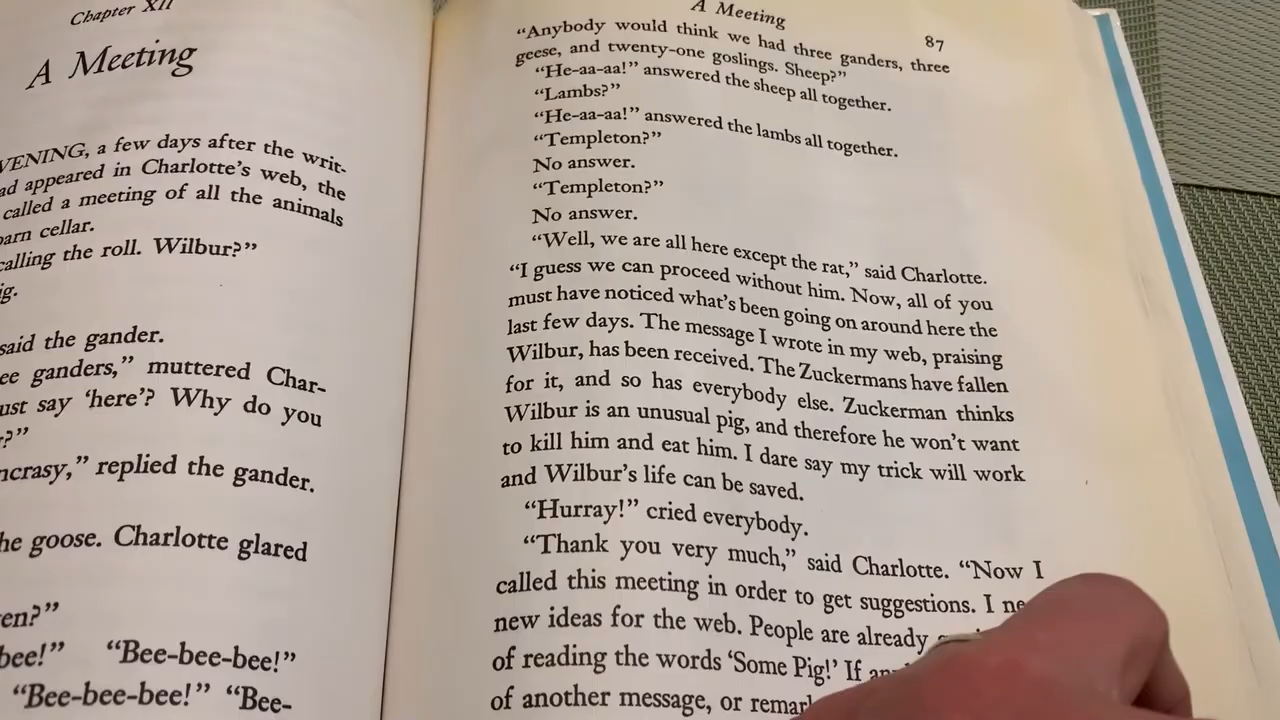 Chapter XII
A Meeting
VENING, a few days after the writ-
ad appeared in Charlotte's web, the
called a meeting of all the animals
barn cellar.
calling the roll. Wilbur?"
ig.
said the gander.
ee ganders," muttered Char-
ust say 'here'? Why do you
r?"
ncrasy," replied the gander.
he goose. Charlotte glared
en?"
bee!" "Bee-bee-bee!"
"Bee-bee-bee!" "Bee-
A Meeting
87
"Anybody would think we had three ganders, three
geese, and twenty-one goslings. Sheep?"
"He-aa-aa!" answered the sheep all together.
"Lambs?"
"He-aa-aa!" answered the lambs all together.
"Templeton?"
No answer.
"Templeton?"
No answer.
"Well, we are all here except the rat," said Charlotte.
"I guess we can proceed without him. Now, all of you
must have noticed what's been going on around here the
last few days. The message I wrote in my web, praising
Wilbur, has been received. The Zuckermans have fallen
for it, and so has everybody else. Zuckerman thinks
Wilbur is an unusual pig, and therefore he won't want
to kill him and eat him. I dare say my trick will work
and Wilbur's life can be saved.
"Hurray!" cried everybody.
"Thank you very much," said Charlotte. "Now I
called this meeting in order to get suggestions. I ne
new ideas for the web. People are already
of reading the words 'Some Pig!' If an
of another message, or remar